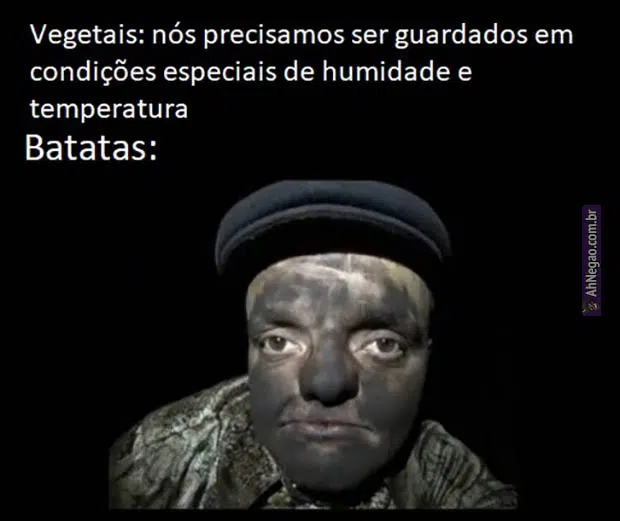 Vegetais: nós precisamos ser guardados em
condições especiais de humidade e
temperatura
Batatas:
AhNegao.com.br